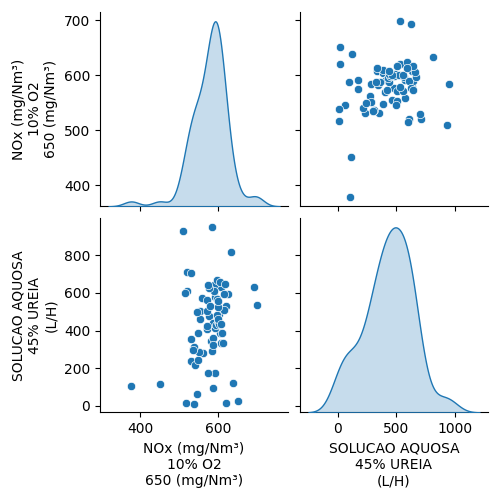 700
600
500
400
NOx (mg/Nm³)
10% O2
650 (mg/Nm³)
800
600
400
200
0
SOLUCAO AQUOSA
45% UREIA
(L/H)
400 600
0 500 1000
NOx (mg/Nm³)
10% O2
650 (mg/Nm³)
SOLUCAO AQUOSA
45% UREIA
(L/H)